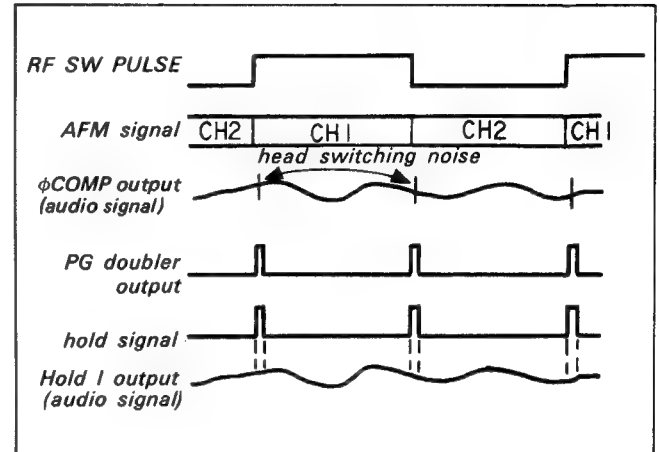 RF SW PULSE
AFM signal CH2 CH1 CH2 CH1
head switching noise
φCOMP output
(audio signal)
PG doubler
output
hold signal
Hold I output
(audio signal)